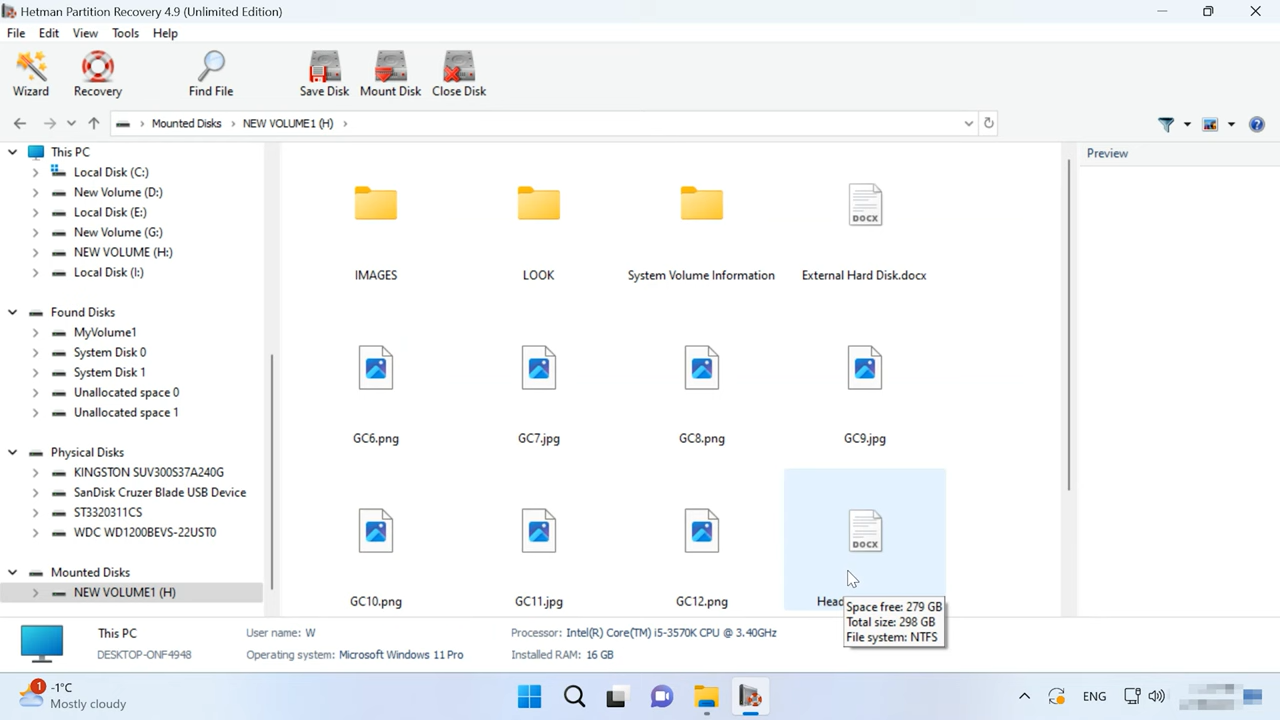 Hetman Partition Recovery 4.9 (Unlimited Edition)
File Edit View Tools Help
Wizard Recovery Find File Save Disk Mount Disk Close Disk
Mounted Disks NEW VOLUME1 (H)
This PC
Local Disk (C:)
New Volume (D:)
Local Disk (E:)
New Volume (G:)
NEW VOLUME (H:)
Local Disk (I:)
Found Disks
MyVolume1
System Disk 0
System Disk 1
Unallocated space 0
Unallocated space 1
Physical Disks
KINGSTON SUV300S37A240G
SanDisk Cruzer Blade USB Device
ST3320311CS
WDC WD1200BEVS-22UST0
Mounted Disks
NEW VOLUME1 (H)
DOCX
IMAGES LOOK System Volume Information External Hard Disk.docx
GC6.png GC7.jpg GC8.png GC9.jpg
DOCX
GC10.png GC11.jpg GC12.png
Space free: 279 GB
Total size: 298 GB
File system: NTFS
Preview
This PC
DESKTOP-ONF4948
User name: W
Operating system: Microsoft Windows 11 Pro
Processor: Intel(R) Core(TM) i5-3570K CPU @ 3.40GHz
Installed RAM: 16 GB
1
-1°C
Mostly cloudy
ENG